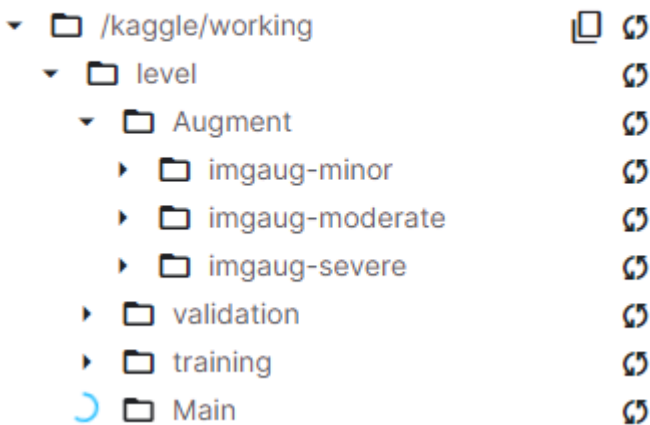 /kaggle/working
level
Augment
imgaug-minor
imgaug-moderate
imgaug-severe
validation
training
Main